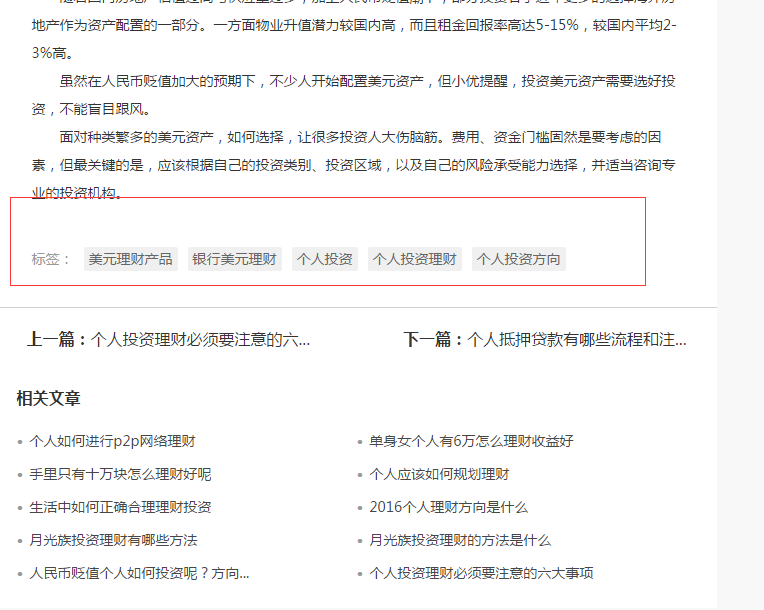 地产作为资产配置的一部分。一方面物业升值潜力较国内高，而且租金回报率高达5-15%，较国内平均2-
3%高。
虽然在人民币贬值加大的预期下，不少人开始配置美元资产，但小优提醒，投资美元资产需要选好投
资，不能盲目跟风。
面对种类繁多的美元资产，如何选择，让很多投资人大伤脑筋。费用、资金门槛固然是要考虑的因
素，但最关键的是，应该根据自己的投资类别、投资区域，以及自己的风险承受能力选择，并适当咨询专
业的投资机构。
标签： 美元理财产品 银行美元理财 个人投资 个人投资理财 个人投资方向
上一篇：个人投资理财必须要注意的六... 下一篇：个人抵押贷款有哪些流程和注...
相关文章
• 个人如何进行p2p网络理财 • 单身女个人有6万怎么理财收益好
• 手里只有十万块怎么理财好呢 • 个人应该如何规划理财
• 生活中如何正确合理理财投资 • 2016个人理财方向是什么
• 月光族投资理财有哪些方法 • 月光族投资理财的方法是什么
• 人民币贬值个人如何投资呢？方向... • 个人投资理财必须要注意的六大事项